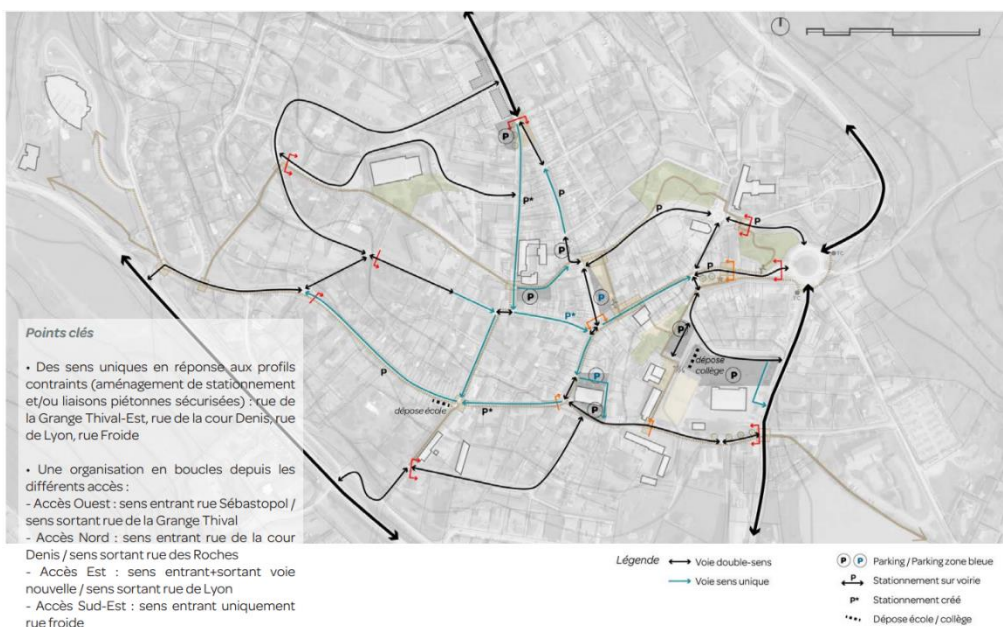 P
P
P*
P
P
P
P
P
P
P*
P
P
P
dépose
collège
P
P
P
dépose école
P*
P
Points clés
• Des sens uniques en réponse aux profils
contraints (aménagement de stationnement
et/ou liaisons piétonnes sécurisées) : rue de
la Grange Thival-Est, rue de la cour Denis, rue
de Lyon, rue Froide
• Une organisation en boucles depuis les
différents accès :
- Accès Ouest : sens entrant rue Sébastopol /
sens sortant rue de la Grange Thival
- Accès Nord : sens entrant rue de la cour
Denis / sens sortant rue des Roches
- Accès Est : sens entrant+sortant voie
nouvelle / sens sortant rue de Lyon
- Accès Sud-Est : sens entrant uniquement
rue froide
Légende
Voie double-sens
Voie sens unique
P P Parking / Parking zone bleue
P Stationnement sur voirie
P* Stationnement créé
Dépose école / collège